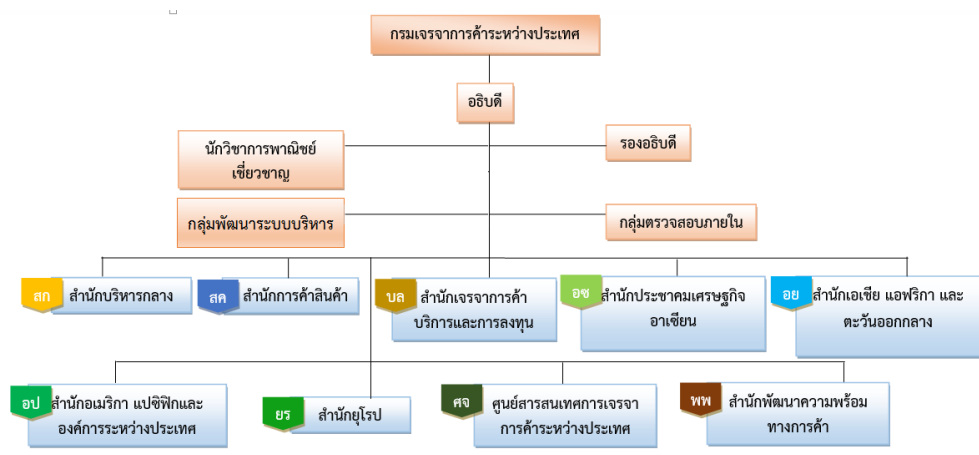 กรมเจรจาการค้าระหว่างประเทศ
อธิบดี
นักวิชาการพาณิชย์
เชี่ยวชาญ
รองอธิบดี
กลุ่มพัฒนาระบบบริหาร
กลุ่มตรวจสอบภายใน
สก สำนักบริหารกลาง
สค สำนักการค้าสินค้า
บล สำนักเจรจาการค้า
บริการและการลงทุน
อซ สำนักประชาคมเศรษฐกิจ
อาเซียน
อย สำนักเอเชีย แอฟริกา และ
ตะวันออกกลาง
อป สำนักอเมริกา แปซิฟิกและ
องค์การระหว่างประเทศ
ยร สำนักยุโรป
ศจ ศูนย์สารสนเทศการเจรจา
การค้าระหว่างประเทศ
พพ สำนักพัฒนาความพร้อม
ทางการค้า